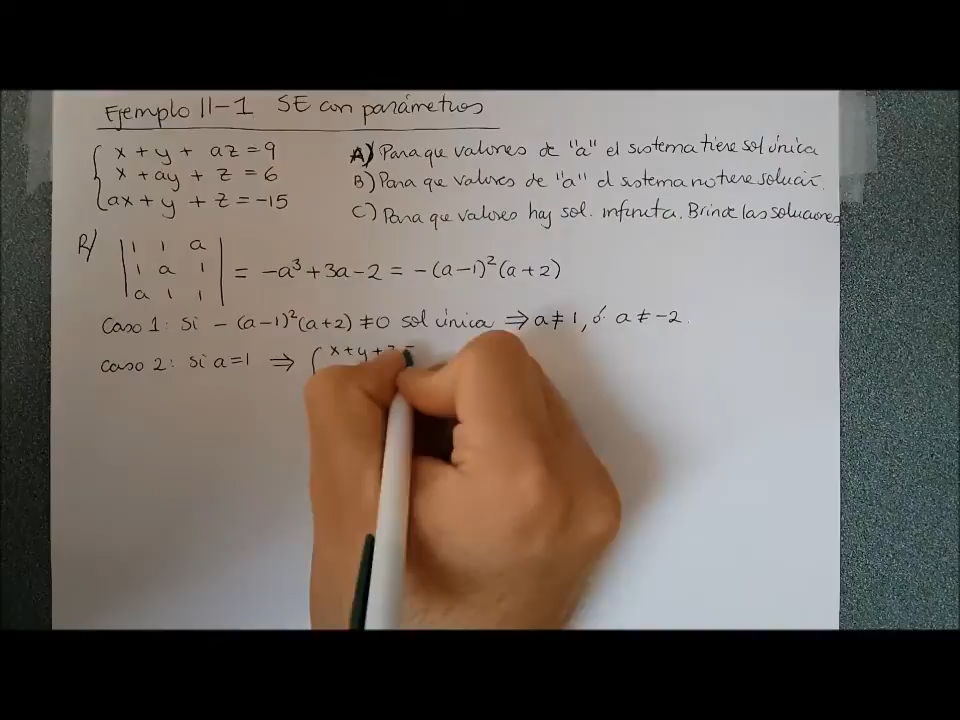 Ejemplo 11-1 SE con parámetros
x + y + az = 9
x + ay + z = 6
ax + y + z = -15
A) Para que valores de "a" el sistema tiene sol única
B) Para que valores de "a" el sistema no tiene solución.
C) Para que valores hay sol. infinita. Brinde las soluciones
R/ | 1 1 a |
| 1 a 1 | = -a³ + 3a - 2 = -(a-1)²(a+2)
| a 1 1 |
Caso 1: Si -(a-1)²(a+2) ≠ 0 sol única ⇒ a ≠ 1, ó a ≠ -2.
Caso 2: si a=1 ⇒ { x + y + z =